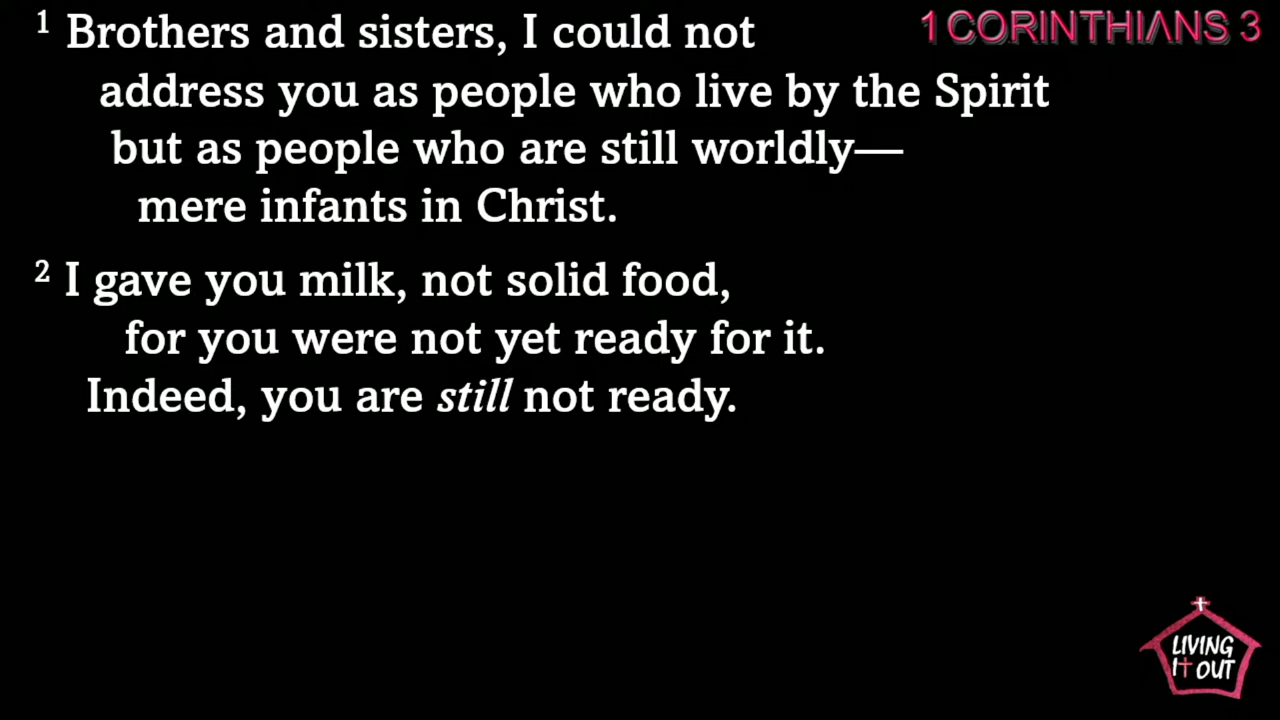 1 CORINTHIANS 3
1 Brothers and sisters, I could not
address you as people who live by the Spirit
but as people who are still worldly—
mere infants in Christ.
2 I gave you milk, not solid food,
for you were not yet ready for it.
Indeed, you are still not ready.
LIVING
IT OUT